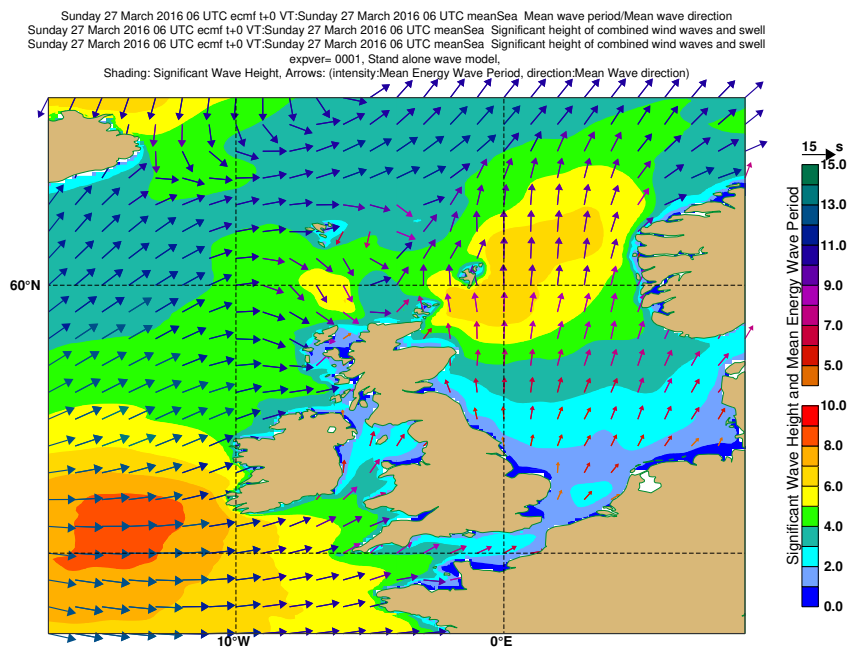 Sunday 27 March 2016 06 UTC ecmf t+0 VT:Sunday 27 March 2016 06 UTC meanSea Mean wave period/Mean wave direction
Sunday 27 March 2016 06 UTC ecmf t+0 VT:Sunday 27 March 2016 06 UTC meanSea Significant height of combined wind waves and swell
Sunday 27 March 2016 06 UTC ecmf t+0 VT:Sunday 27 March 2016 06 UTC meanSea Significant height of combined wind waves and swell
expver= 0001, Stand alone wave model,
Shading: Significant Wave Height, Arrows: (intensity:Mean Energy Wave Period, direction:Mean Wave direction)
15 s
15.0
13.0
11.0
9.0
7.0
5.0
10.0
8.0
6.0
4.0
2.0
0.0
Significant Wave Height and Mean Energy Wave Period
60°N
10°W
0°E